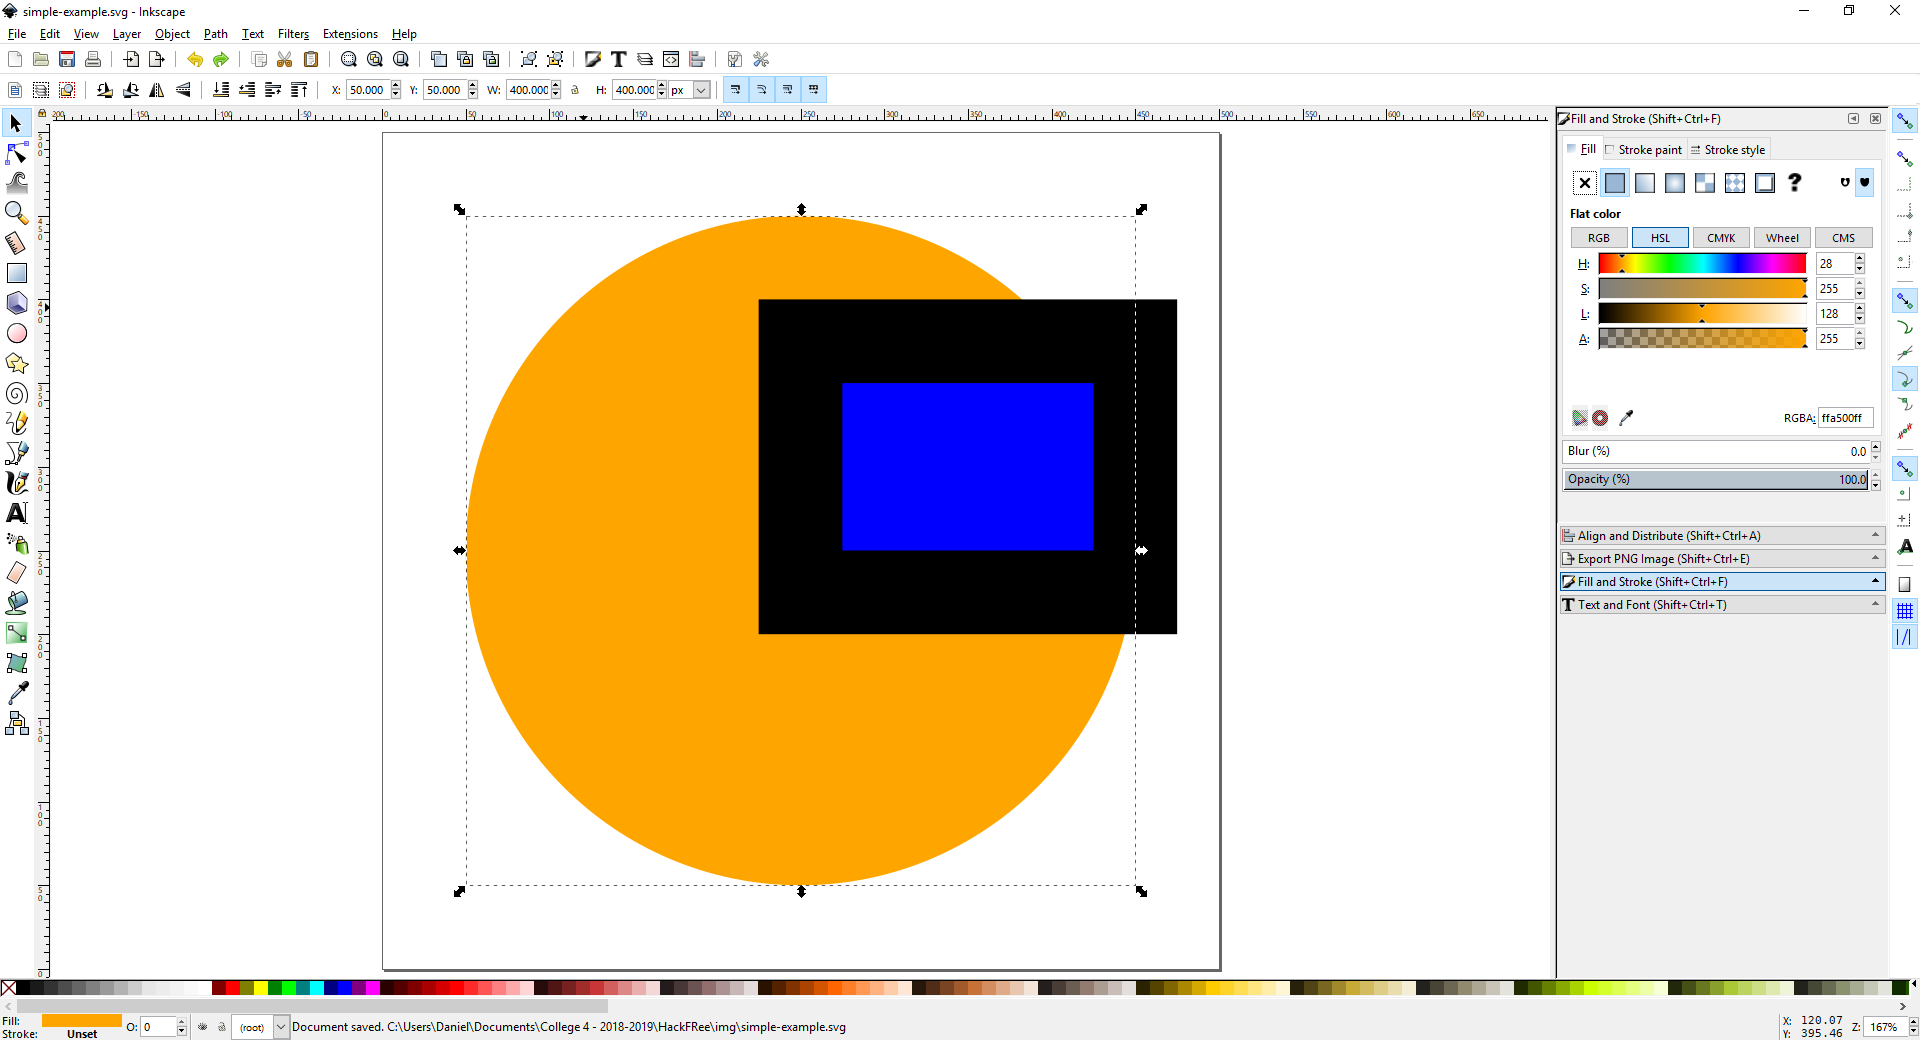 simple-example.svg - Inkscape
File Edit View Layer Object Path Text Filters Extensions Help
X: 50.000 Y: 50.000 W: 400.000 H: 400.000 px
Fill and Stroke (Shift+Ctrl+F)
Fill Stroke paint Stroke style
Flat color
RGB HSL CMYK Wheel CMS
H: 28
S: 255
L: 128
A: 255
RGBA: ffa500ff
Blur (%) 0.0
Opacity (%) 100.0
Align and Distribute (Shift+Ctrl+A)
Export PNG Image (Shift+Ctrl+E)
Fill and Stroke (Shift+Ctrl+F)
Text and Font (Shift+Ctrl+T)
Fill: O: 0 (root) Document saved. C:\Users\Daniel\Documents\College 4 - 2018-2019\HackFRee\img\simple-example.svg X: 120.07 Z: 167%
Stroke: Unset Y: 395.46